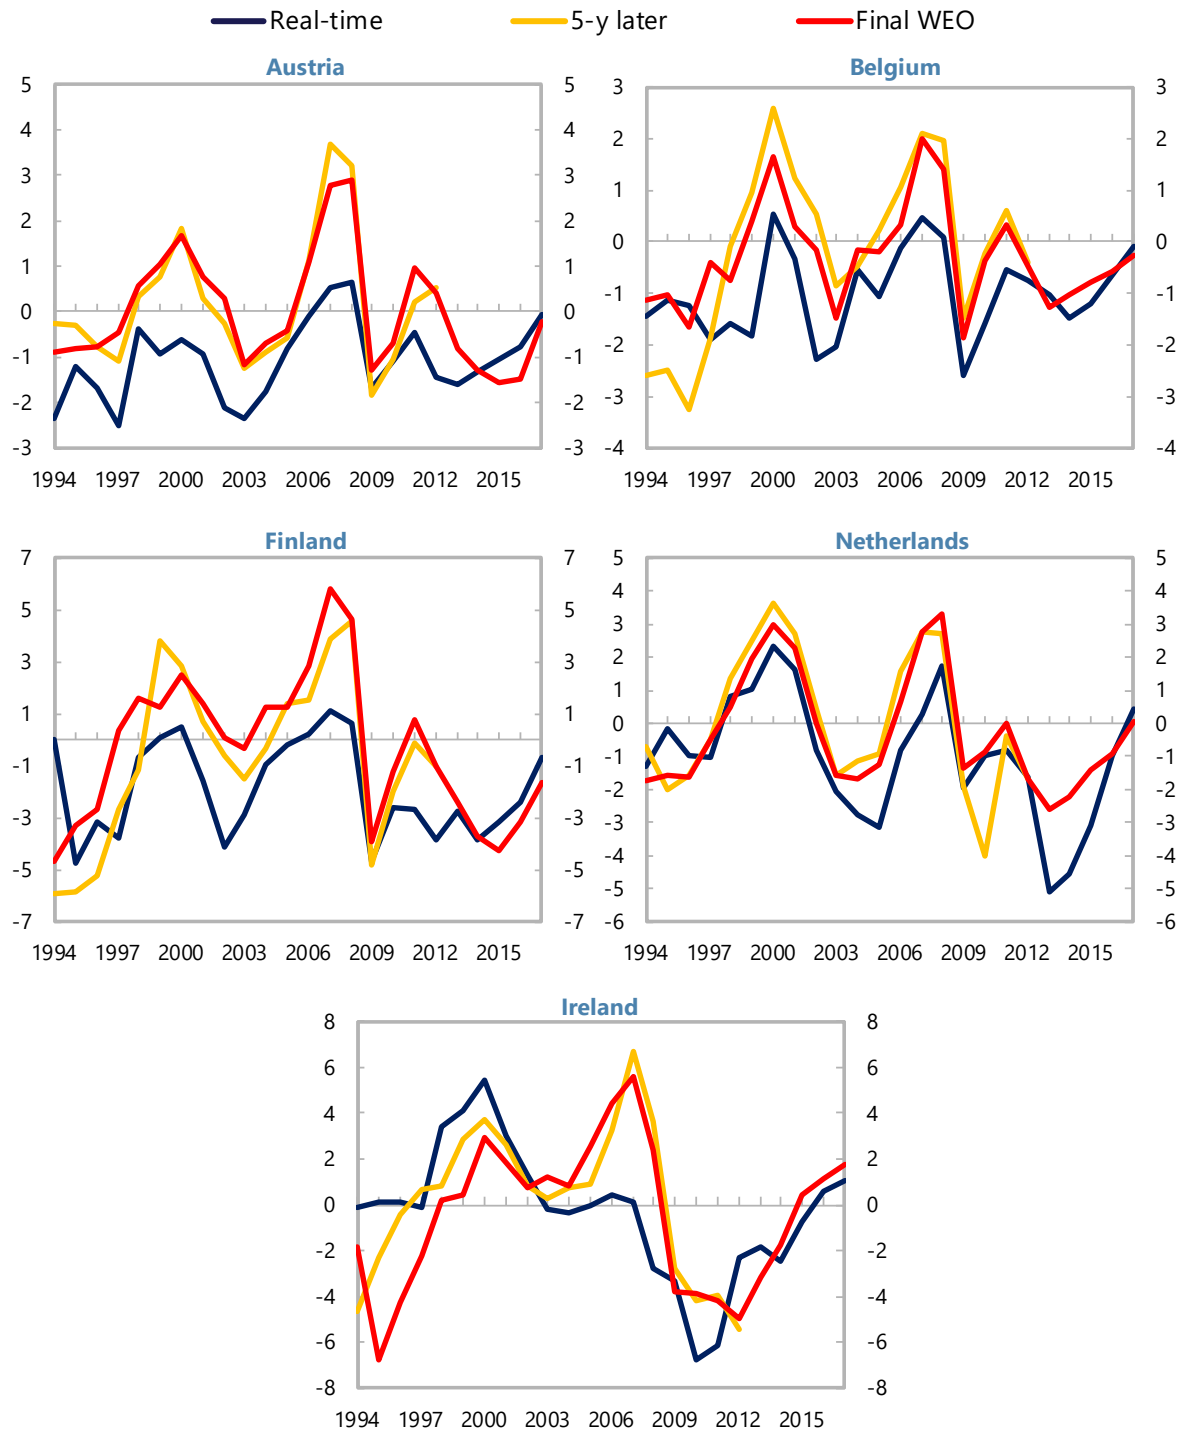 Real-time 5-y later Final WEO
Austria Belgium
5 5 3 3
4 4 2 2
3 3 1 1
2 2 0 0
1 1 -1 -1
0 0 -2 -2
-1 -1 -3 -3
-2 -2 -4 -4
-3 -3
1994 1997 2000 2003 2006 2009 2012 2015 1994 1997 2000 2003 2006 2009 2012 2015
Finland Netherlands
7 7 5 5
5 5 4 4
3 3 3 3
1 1 2 2
-1 -1 1 1
-3 -3 0 0
-5 -5 -1 -1
-7 -7 -2 -2
-3 -3
-4 -4
-5 -5
-6 -6
1994 1997 2000 2003 2006 2009 2012 2015 1994 1997 2000 2003 2006 2009 2012 2015
Ireland
8 8
6 6
4 4
2 2
0 0
-2 -2
-4 -4
-6 -6
-8 -8
1994 1997 2000 2003 2006 2009 2012 2015